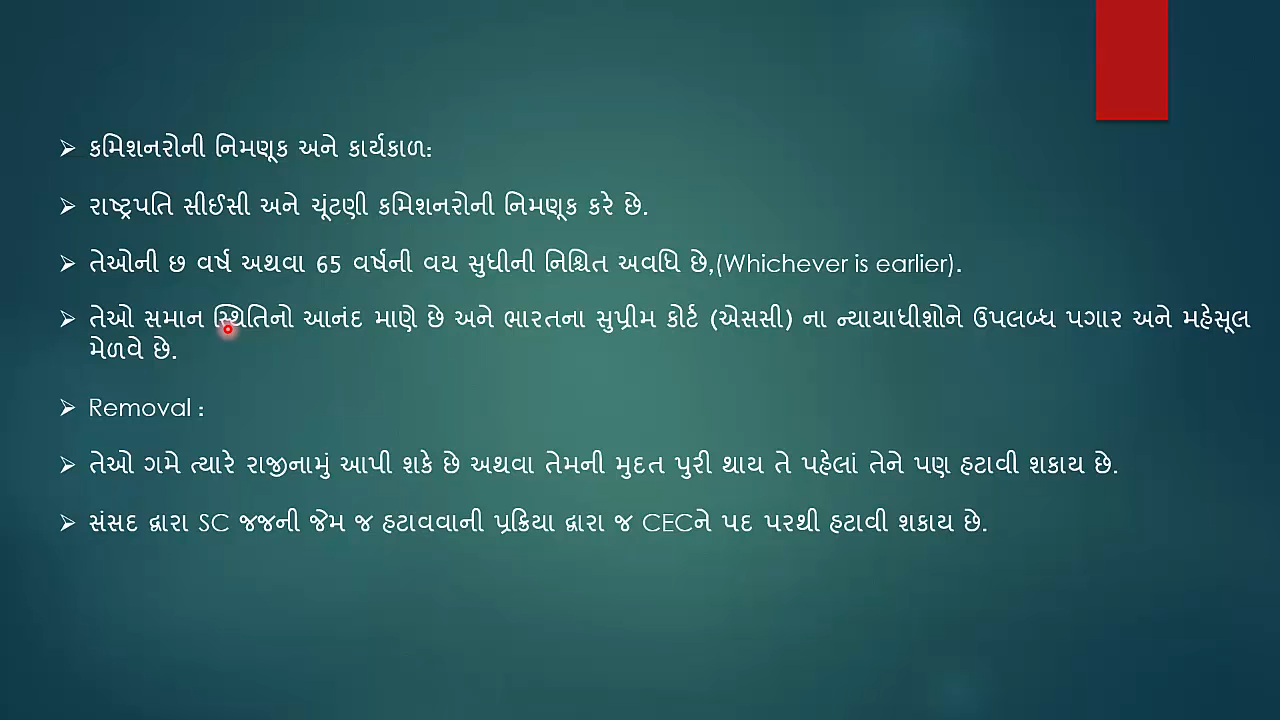 કમિશનરોની નિમણૂક અને કાર્યકાળ:
રાષ્ટ્રપતિ સીઈસી અને ચૂંટણી કમિશનરોની નિમણૂક કરે છે.
તેઓની છ વર્ષ અથવા 65 વર્ષની વય સુધીની નિશ્ચિત અવધિ છે,(Whichever is earlier).
તેઓ સમાન સ્થિતિનો આનંદ માણે છે અને ભારતના સુપ્રીમ કોર્ટ (એસસી) ના ન્યાયાધીશોને ઉપલબ્ધ પગાર અને મહેસૂલ
મેળવે છે.
Removal :
તેઓ ગમે ત્યારે રાજીનામું આપી શકે છે અથવા તેમની મુદત પુરી થાય તે પહેલાં તેને પણ હટાવી શકાય છે.
સંસદ દ્વારા SC જજની જેમ જ હટાવવાની પ્રક્રિયા દ્વારા જ CECને પદ પરથી હટાવી શકાય છે.